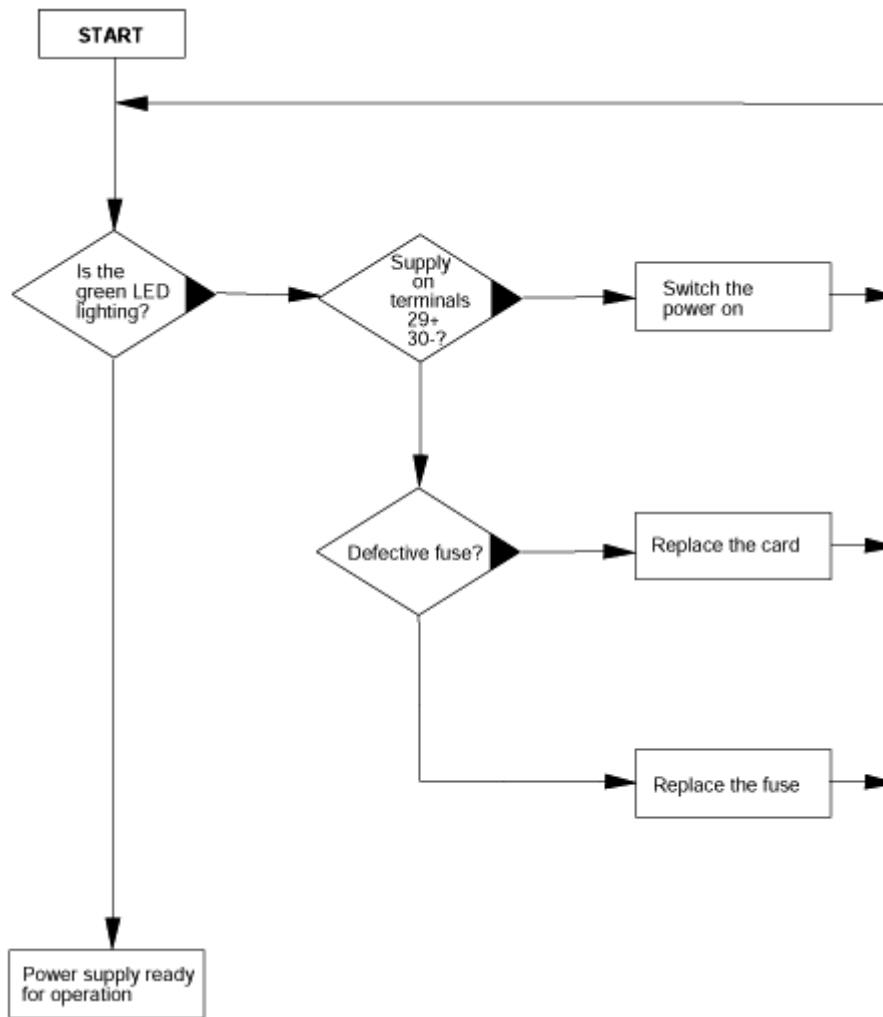 START
Is the
green LED
lighting?
Supply
on
terminals
29+
30-?
Switch the
power on
Defective fuse?
Replace the card
Replace the fuse
Power supply ready
for operation